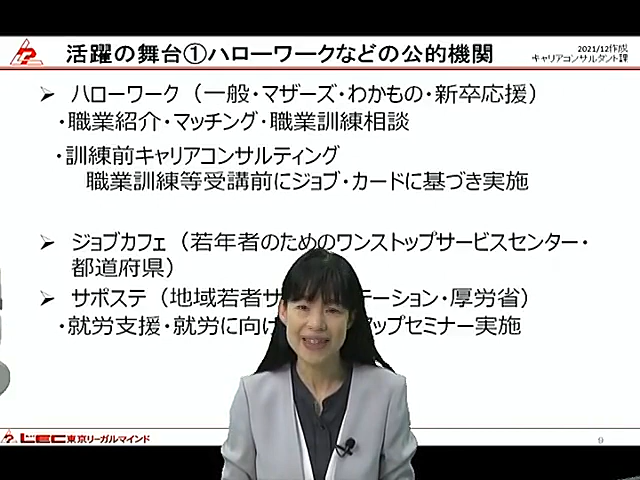 活躍の舞台①ハローワークなどの公的機関
2021/12作成
キャリアコンサルタント課
➢ ハローワーク（一般・マザーズ・わかもの・新卒応援）
・職業紹介・マッチング・職業訓練相談
・訓練前キャリアコンサルティング
職業訓練等受講前にジョブ・カードに基づき実施
➢ ジョブカフェ（若年者のためのワンストップサービスセンター・
都道府県）
➢ サポステ（地域若者サ テーション・厚労省）
・就労支援・就労に向け アップセミナー実施
LEC東京リーガルマインド
9